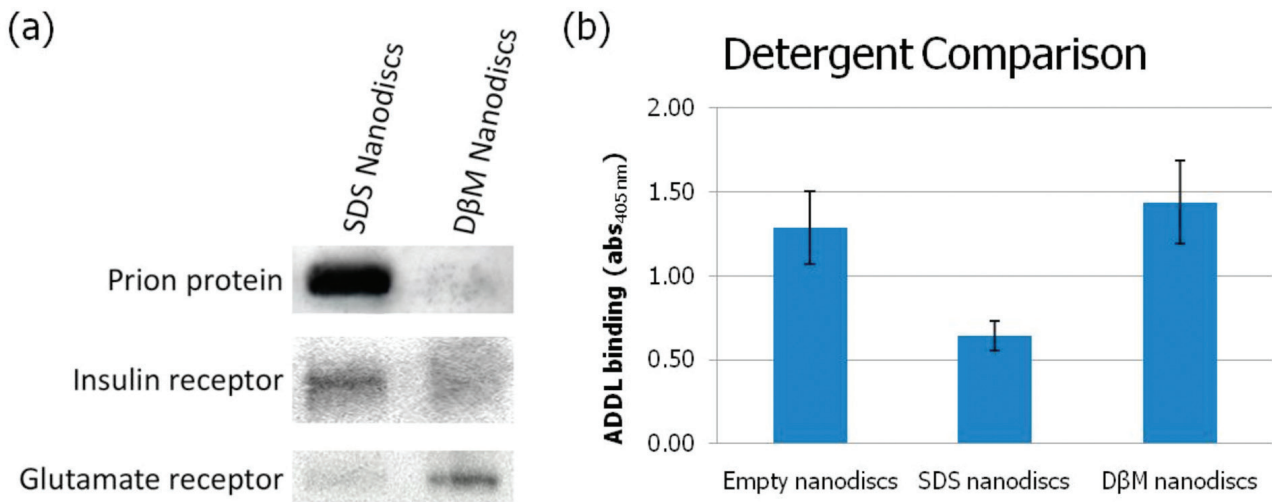 (a)
SDS Nanodiscs
DβM Nanodiscs
Prion protein
Insulin receptor
Glutamate receptor
(b)
Detergent Comparison
ADDL binding (abs405 nm)
2.00
1.50
1.00
0.50
0.00
Empty nanodiscs
SDS nanodiscs
DβM nanodiscs